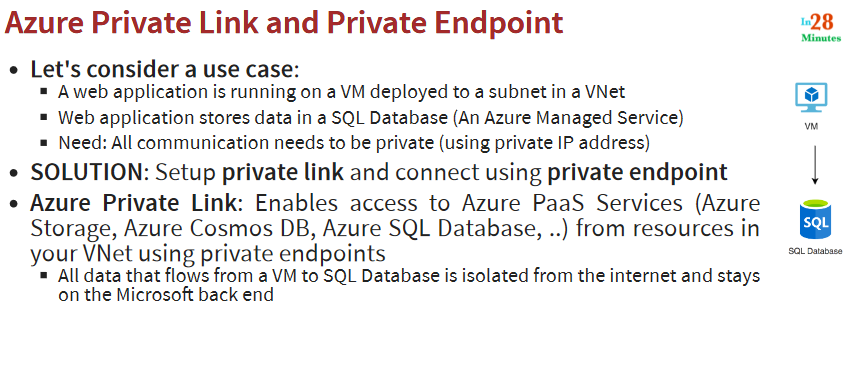 Azure Private Link and Private Endpoint
In28
Minutes
• Let's consider a use case:
▪ A web application is running on a VM deployed to a subnet in a VNet
▪ Web application stores data in a SQL Database (An Azure Managed Service)
▪ Need: All communication needs to be private (using private IP address)
• SOLUTION: Setup private link and connect using private endpoint
• Azure Private Link: Enables access to Azure PaaS Services (Azure
Storage, Azure Cosmos DB, Azure SQL Database, ..) from resources in
your VNet using private endpoints
▪ All data that flows from a VM to SQL Database is isolated from the internet and stays
on the Microsoft back end
VM
SQL
SQL Database